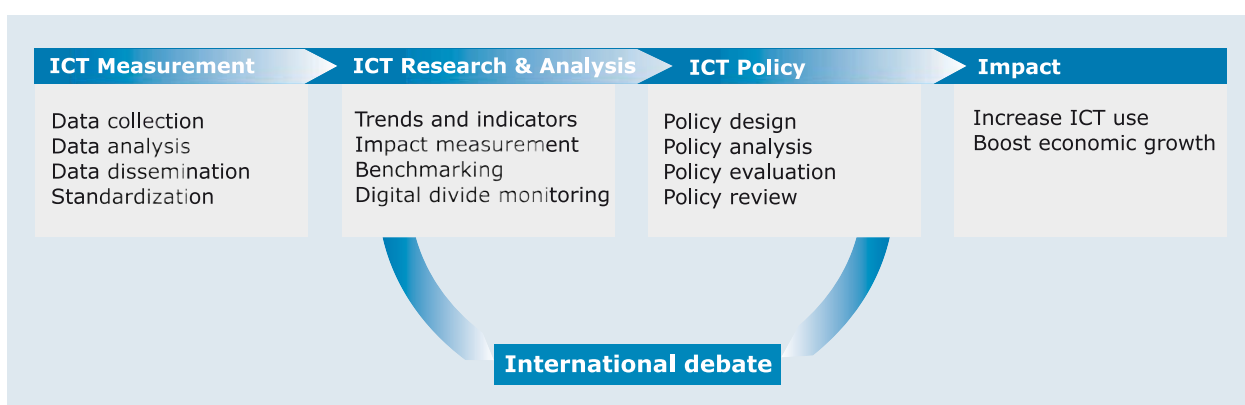 ICT Measurement
Data collection
Data analysis
Data dissemination
Standardization
ICT Research & Analysis
Trends and indicators
Impact measurement
Benchmarking
Digital divide monitoring
ICT Policy
Policy design
Policy analysis
Policy evaluation
Policy review
Impact
Increase ICT use
Boost economic growth
International debate